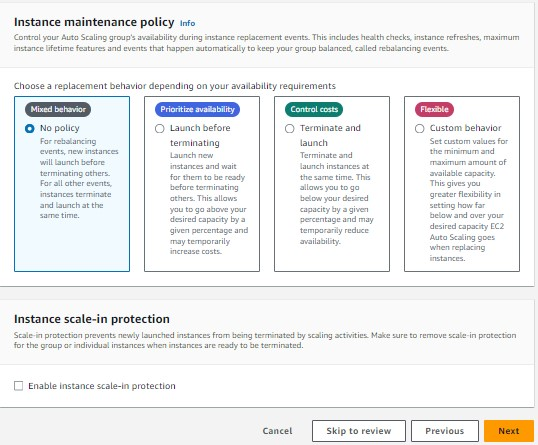 Instance maintenance policy Info
Control your Auto Scaling group's availability during instance replacement events. This includes health checks, instance refreshes, maximum
instance lifetime features and events that happen automatically to keep your group balanced, called rebalancing events.
Choose a replacement behavior depending on your availability requirements
Mixed behavior
No policy
For rebalancing
events, new instances
will launch before
terminating others.
For all other events,
instances terminate
and launch at the
same time.
Prioritize availability
Launch before
terminating
Launch new
instances and wait
for them to be ready
before terminating
others. This allows
you to go above your
desired capacity by a
given percentage and
may temporarily
increase costs.
Control costs
Terminate and
launch
Terminate and
launch instances at
the same time. This
allows you to go
below your desired
capacity by a given
percentage and may
temporarily reduce
availability.
Flexible
Custom behavior
Set custom values for
the minimum and
maximum amount of
available capacity.
This gives you
greater flexibility in
setting how far
below and over your
desired capacity EC2
Auto Scaling goes
when replacing
instances.
Instance scale-in protection
Scale-in protection prevents newly launched instances from being terminated by scaling activities. Make sure to remove scale-in protection
for the group or individual instances when instances are ready to be terminated.
Enable instance scale-in protection
Cancel Skip to review Previous Next